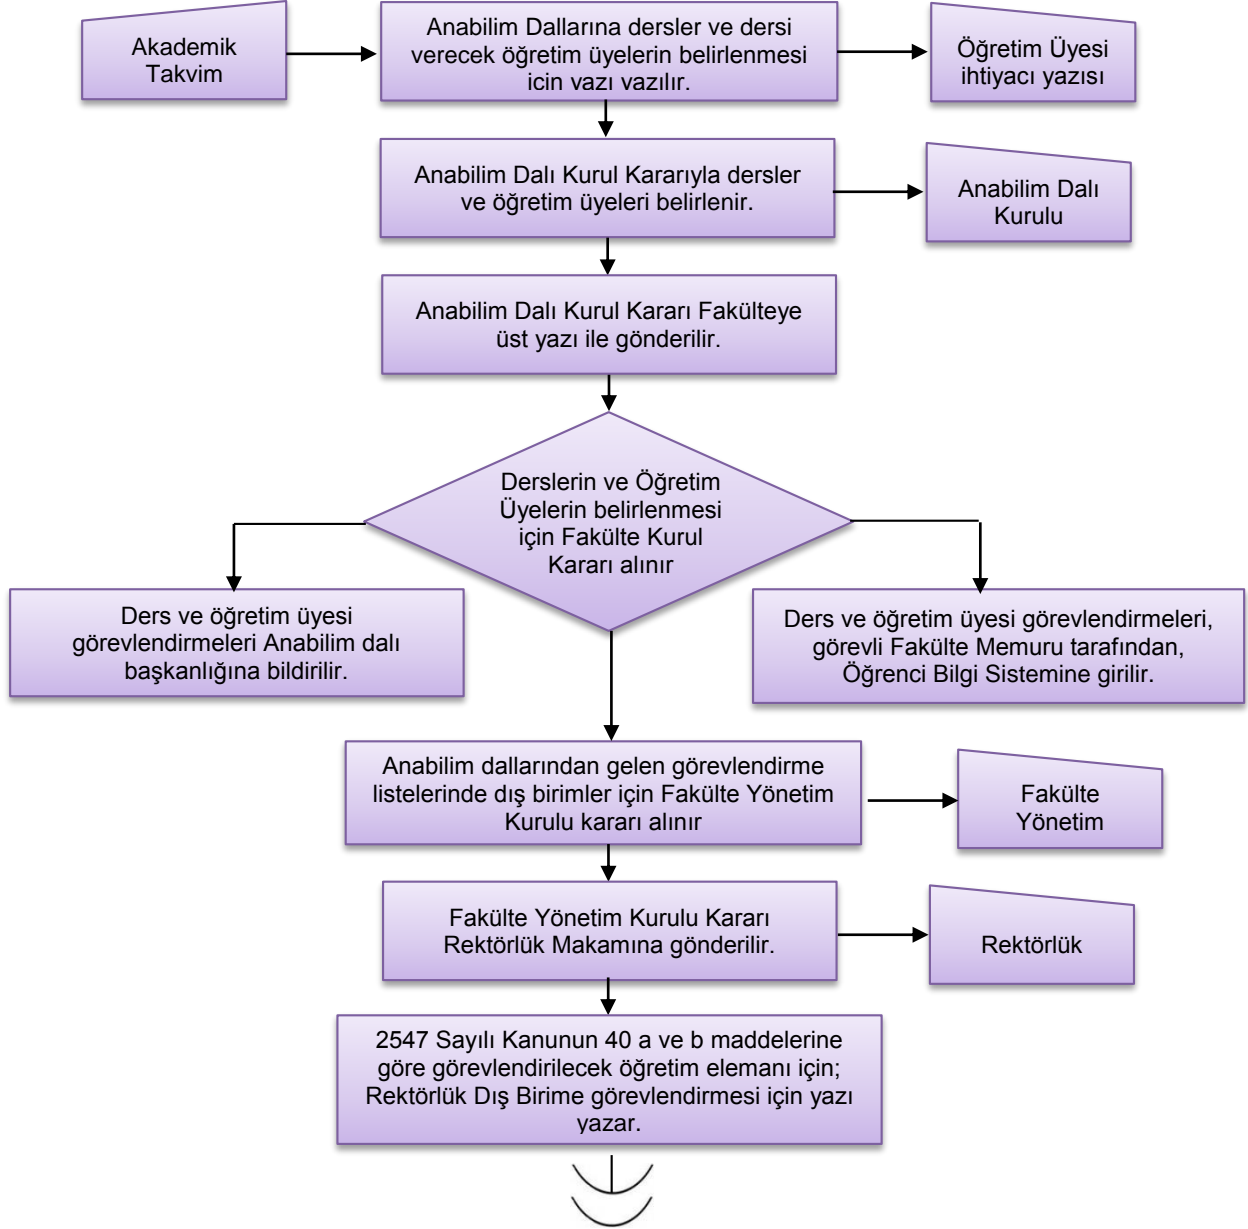 Akademik
Takvim
Anabilim Dallarına dersler ve dersi
verecek öğretim üyelerin belirlenmesi
icin vazı vazılır.
Öğretim Üyesi
ihtiyacı yazısı
Anabilim Dalı Kurul Kararıyla dersler
ve öğretim üyeleri belirlenir.
Anabilim Dalı
Kurulu
Anabilim Dalı Kurul Kararı Fakülteye
üst yazı ile gönderilir.
Derslerin ve Öğretim
Üyelerin belirlenmesi
için Fakülte Kurul
Kararı alınır
Ders ve öğretim üyesi
görevlendirmeleri Anabilim dalı
başkanlığına bildirilir.
Ders ve öğretim üyesi görevlendirmeleri,
görevli Fakülte Memuru tarafından,
Öğrenci Bilgi Sistemine girilir.
Anabilim dallarından gelen görevlendirme
listelerinde dış birimler için Fakülte Yönetim
Kurulu kararı alınır
Fakülte
Yönetim
Fakülte Yönetim Kurulu Kararı
Rektörlük Makamına gönderilir.
Rektörlük
2547 Sayılı Kanunun 40 a ve b maddelerine
göre görevlendirilecek öğretim elemanı için;
Rektörlük Dış Birime görevlendirmesi için yazı
yazar.